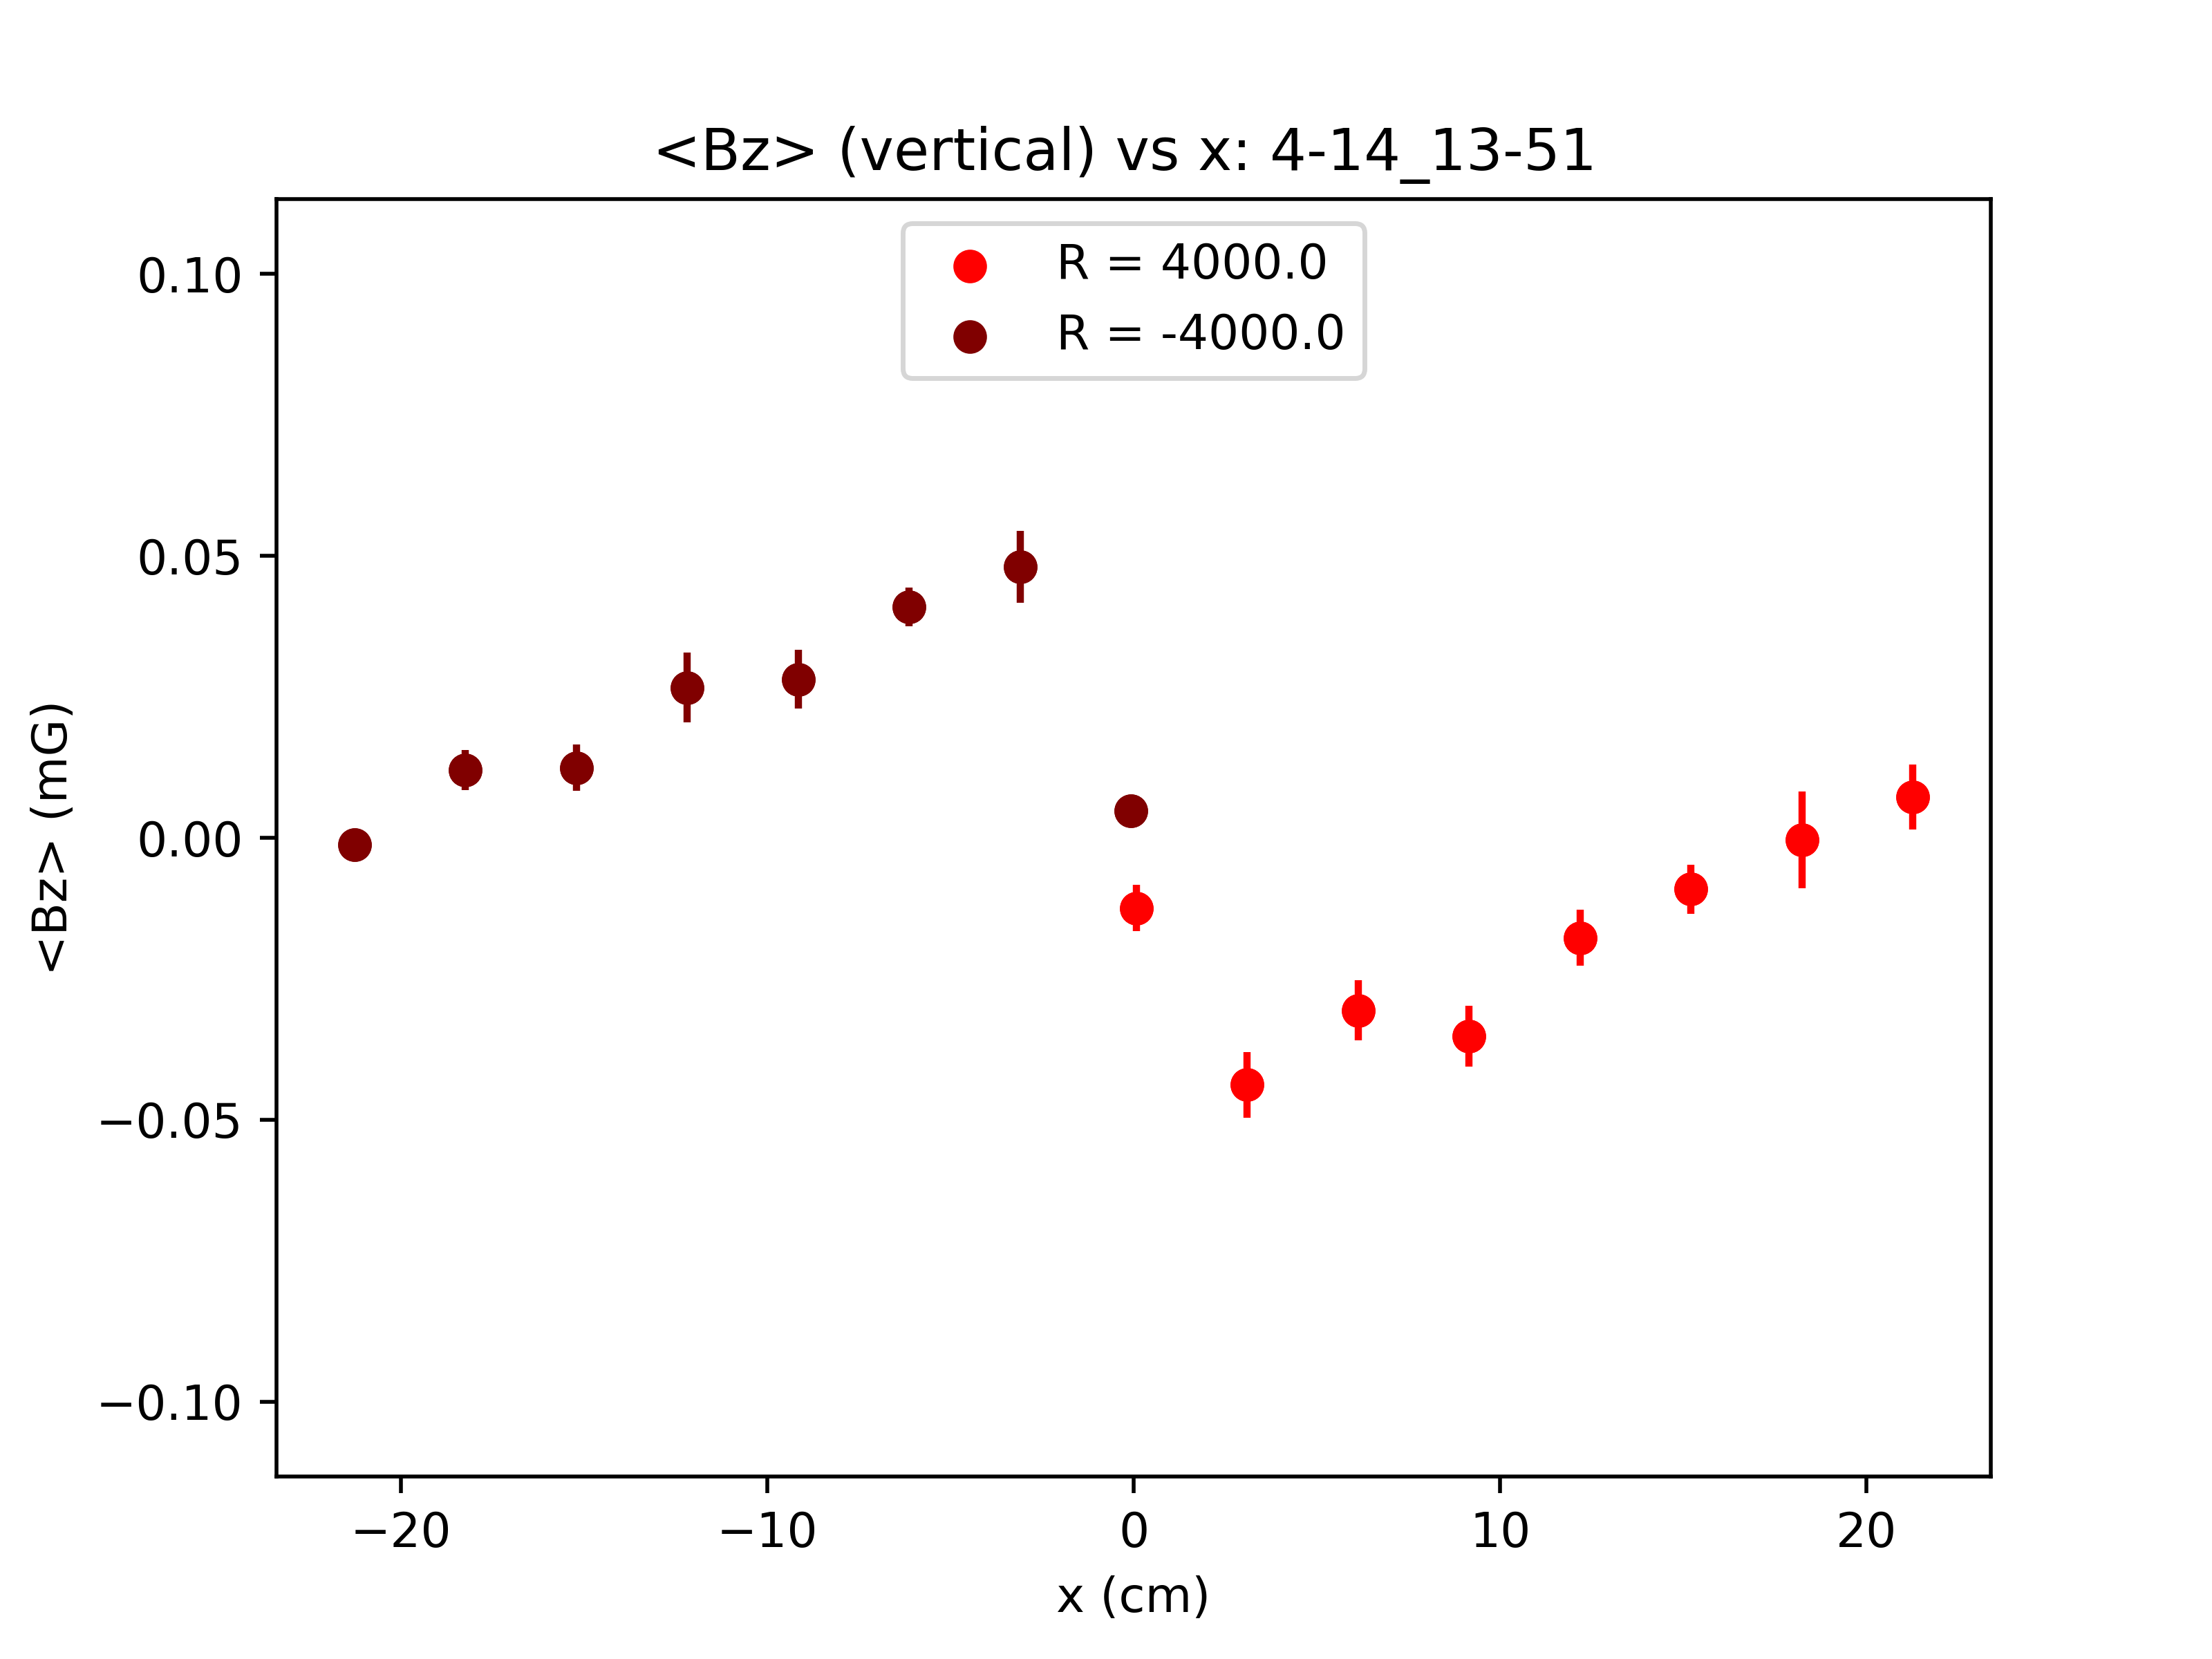 <Bz> (vertical) vs x: 4-14_13-51
R = 4000.0
R = -4000.0
0.10
0.05
0.00
−0.05
−0.10
<Bz> (mG)
−20
−10
0
10
20
x (cm)